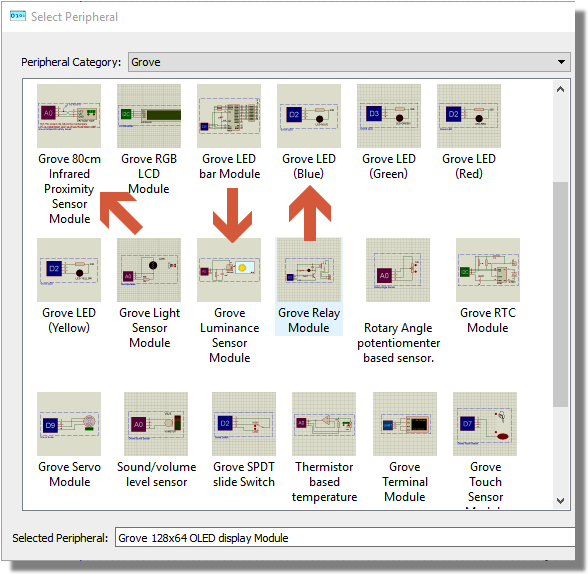 Select Peripheral
Peripheral Category: Grove
Grove 80cm
Infrared
Proximity
Sensor
Module
Grove RGB
LCD
Module
Grove LED
bar Module
Grove LED
(Blue)
Grove LED
(Green)
Grove LED
(Red)
Grove LED
(Yellow)
Grove Light
Sensor
Module
Grove
Luminance
Sensor
Module
Grove Relay
Module
Rotary Angle
potentiomenter
based sensor.
Grove RTC
Module
Grove Servo
Module
Sound/volume
level sensor
Grove SPDT
slide Switch
Thermistor
based
temperature
Grove
Terminal
Module
Grove
Touch
Sensor
Selected Peripheral: Grove 128x64 OLED display Module